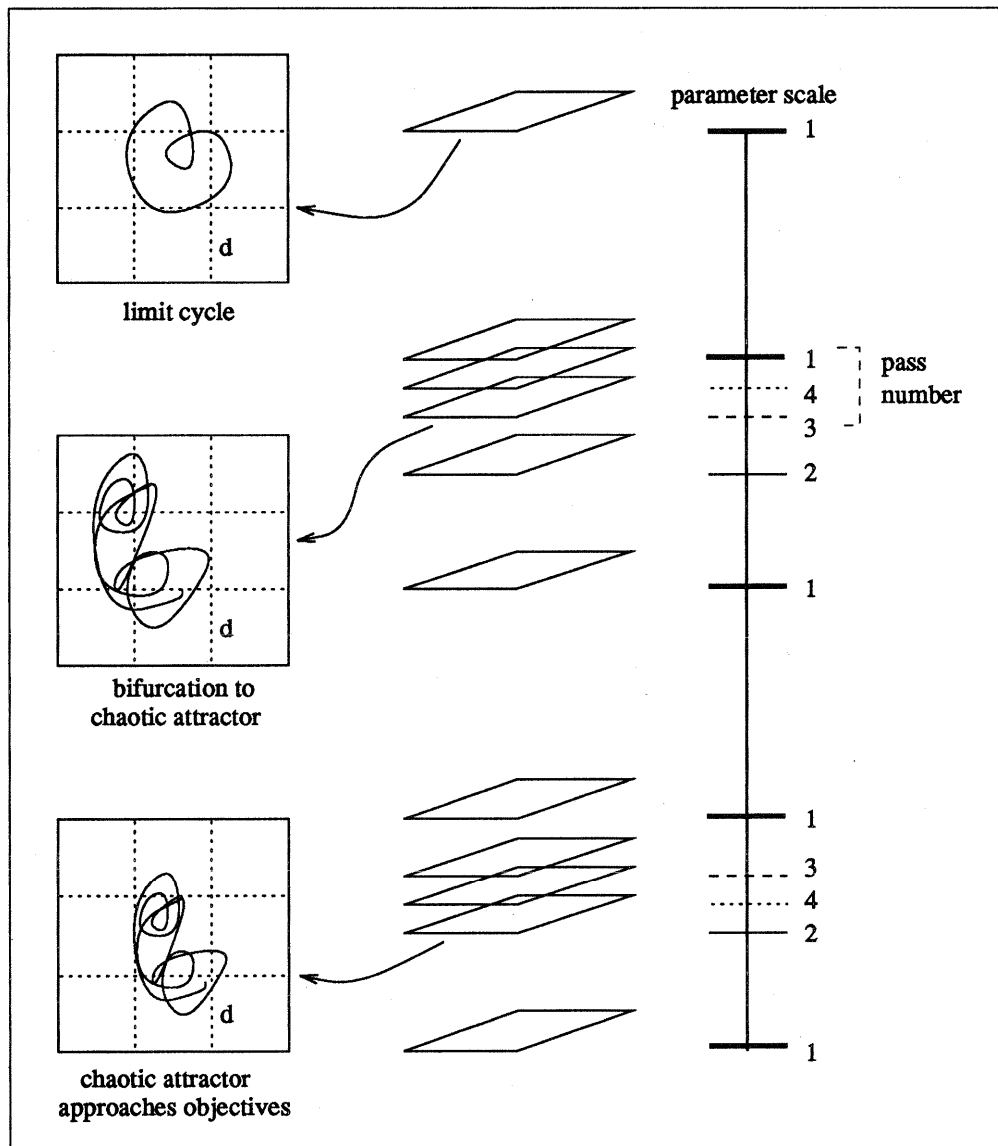 parameter scale
1
d
limit cycle
1
pass
4
number
3
2
d
1
bifurcation to
chaotic attractor
1
3
4
2
d
1
chaotic attractor
approaches objectives